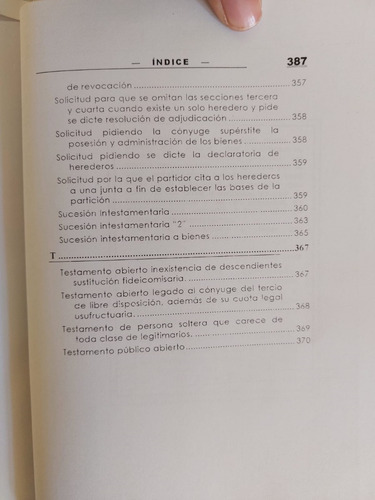 — ÍNDICE — 387
de revocación 357
Solicitud para que se omitan las secciones tercera
y cuarta cuando existe un solo heredero y pide
se dicte resolución de adjudicación 358
Solicitud pidiendo la cónyuge supérstite la
posesión y administración de los bienes 358
Solicitud pidiendo se dicte la declaratoria de
herederos 359
Solicitud por la que el partidor cita a los herederos
a una junta a fin de establecer las bases de la
partición 359
Sucesión intestamentaria 360
Sucesión intestamentaria "2" 363
Sucesión intestamentaria a bienes 365
T 367
Testamento abierto inexistencia de descendientes
sustitución fideicomisaria. 367
Testamento abierto legado al cónyuge del tercio
de libre disposición, además de su cuota legal
usufructuaria. 368
Testamento de persona soltera que carece de
toda clase de legitimarios. 369
Testamento público abierto 370